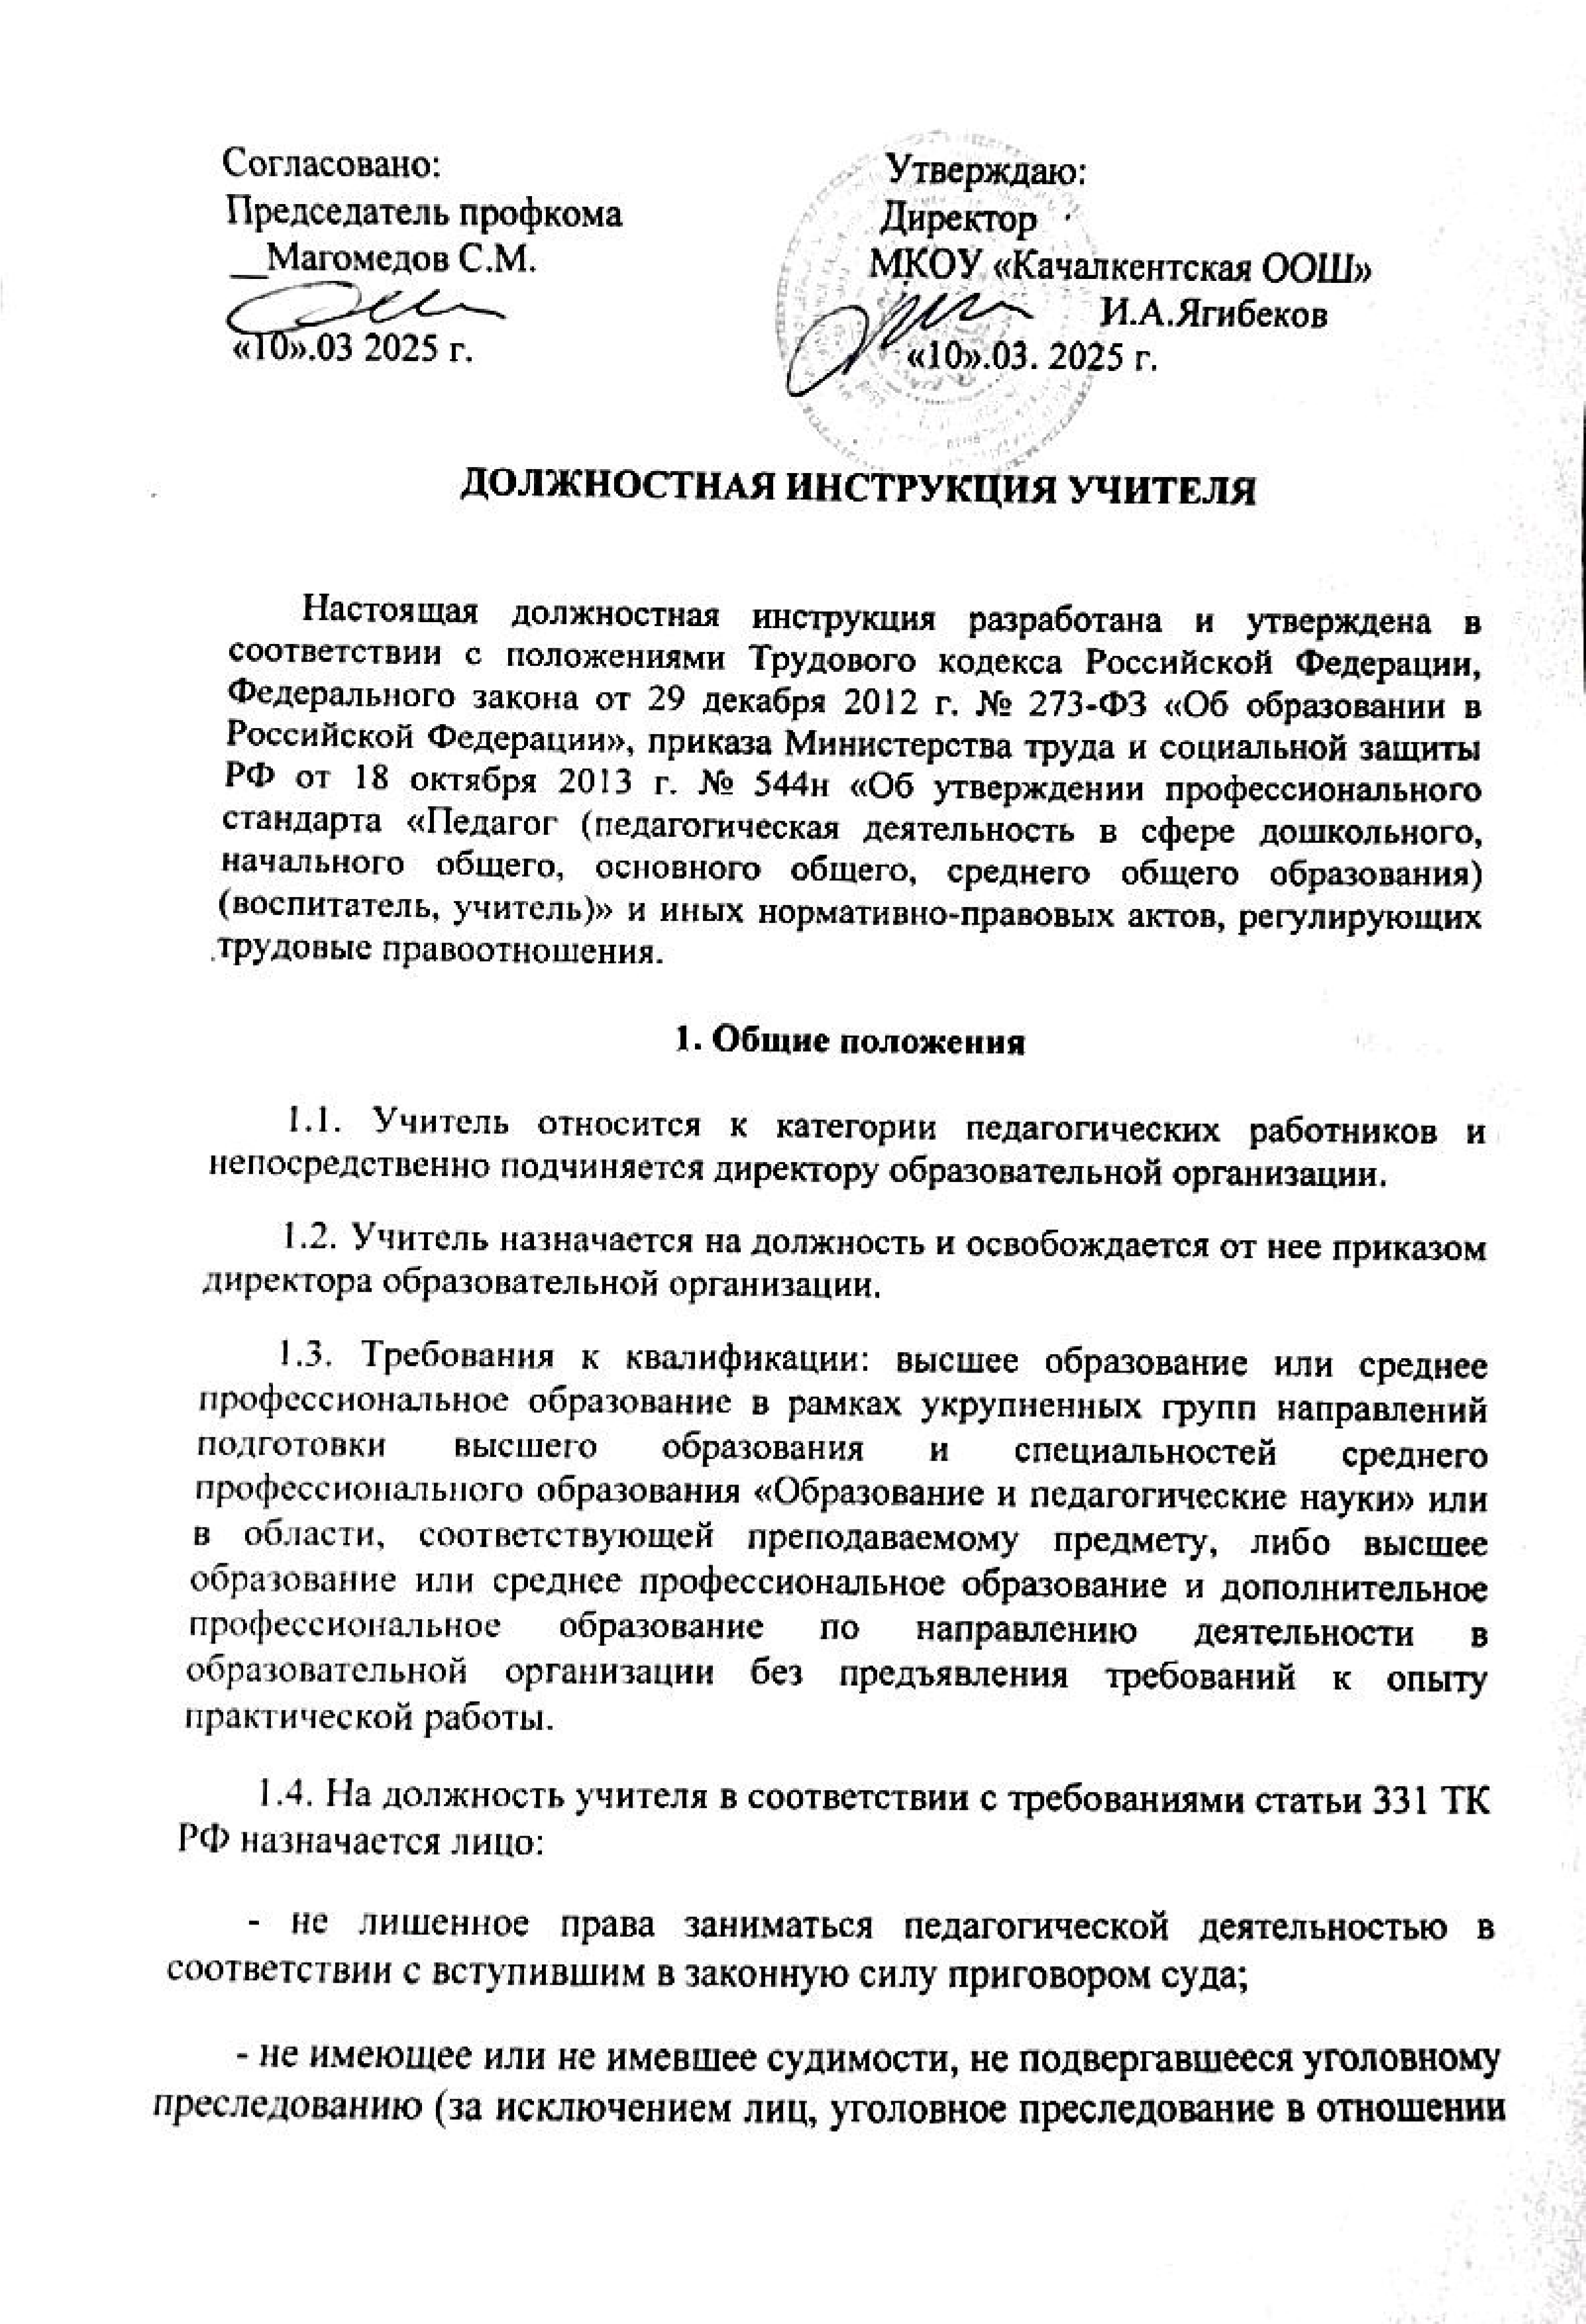 Согласовано:
Председатель профкома
__Магомедов С.М.
«10».03 2025 г.
Утверждаю:
Директор
МКОУ «Качалкентская ООШ»
И.А.Ягибеков
«10».03. 2025 г.
ДОЛЖНОСТНАЯ ИНСТРУКЦИЯ УЧИТЕЛЯ
Настоящая должностная инструкция разработана и утверждена в
соответствии с положениями Трудового кодекса Российской Федерации,
Федерального закона от 29 декабря 2012 г. № 273-ФЗ «Об образовании в
Российской Федерации», приказа Министерства труда и социальной защиты
РФ от 18 октября 2013 г. № 544н «Об утверждении профессионального
стандарта «Педагог (педагогическая деятельность в сфере дошкольного,
начального общего, основного общего, среднего общего образования)
(воспитатель, учитель)» и иных нормативно-правовых актов, регулирующих
трудовые правоотношения.
1. Общие положения
1.1. Учитель относится к категории педагогических работников и
непосредственно подчиняется директору образовательной организации.
1.2. Учитель назначается на должность и освобождается от нее приказом
директора образовательной организации.
1.3. Требования к квалификации: высшее образование или среднее
профессиональное образование в рамках укрупненных групп направлений
подготовки высшего образования и специальностей среднего
профессионального образования «Образование и педагогические науки» или
в области, соответствующей преподаваемому предмету, либо высшее
образование или среднее профессиональное образование и дополнительное
профессиональное образование по направлению деятельности в
образовательной организации без предъявления требований к опыту
практической работы.
1.4. На должность учителя в соответствии с требованиями статьи 331 ТК
РФ назначается лицо:
- не лишенное права заниматься педагогической деятельностью в
соответствии с вступившим в законную силу приговором суда;
- не имеющее или не имевшее судимости, не подвергавшееся уголовному
преследованию (за исключением лиц, уголовное преследование в отношении